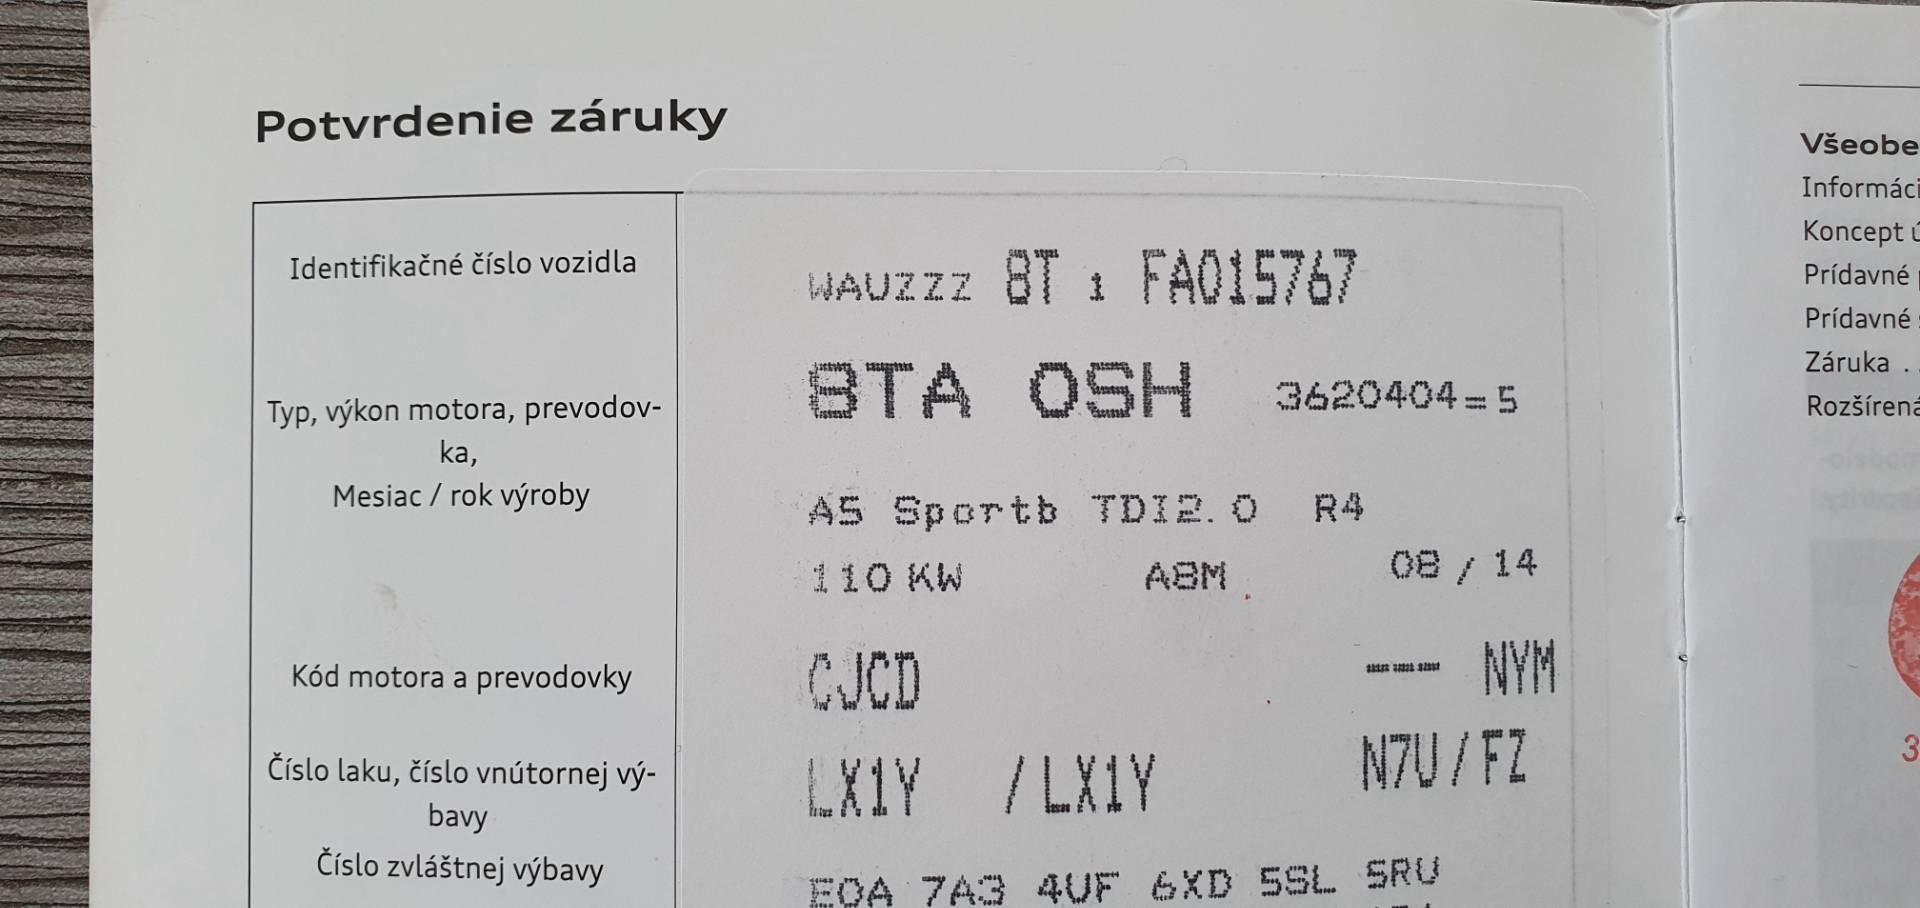 Potvrdenie záruky
Identifikačné číslo vozidla
WAUZZZ 8T 1 FA015767
Typ, výkon motora, prevodov-
ka,
Mesiac / rok výroby
8TA 0SH 3620404=5
A5 Sportb TDI2.0 R4
110 KW A8M 08 / 14
Kód motora a prevodovky
CJCD --- NYM
Číslo laku, číslo vnútornej vý-
bavy
LX1Y /LX1Y N7U/FZ
Číslo zvláštnej výbavy
E0A 7A3 4UF 6XD 5SL 5RU
Všeobe
Informáci
Koncept ú
Prídavné
Prídavné
Záruka . .
Rozšírená
3